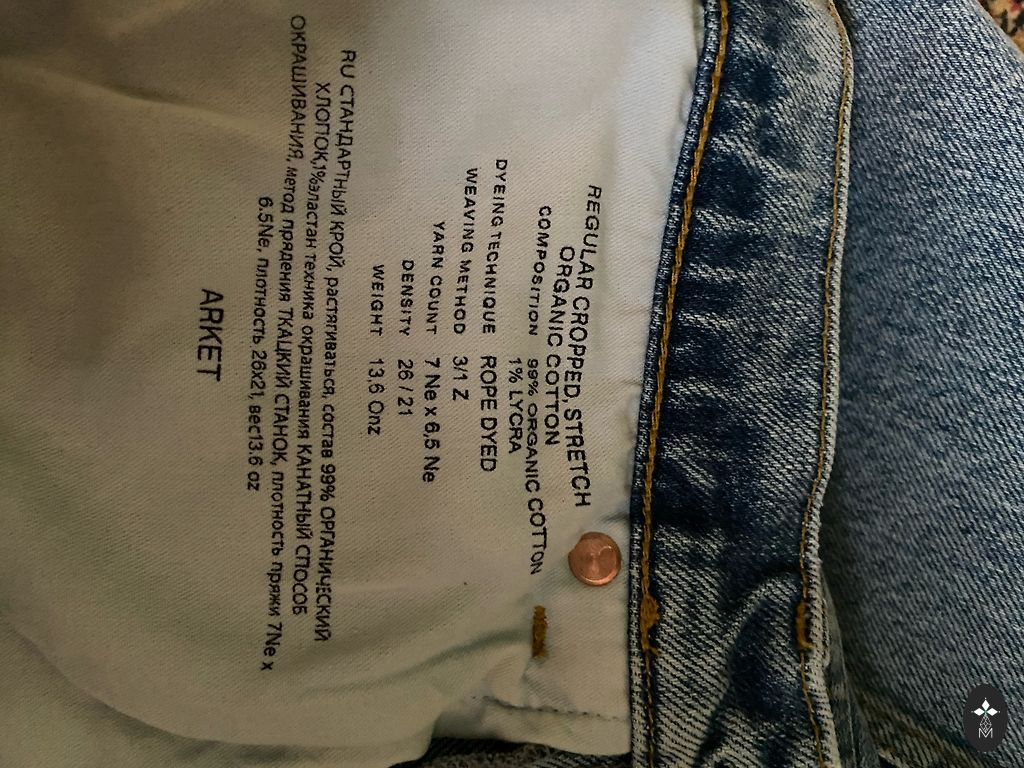 REGULAR CROPPED, STRETCH
ORGANIC COTTON
COMPOSITION 99% ORGANIC COTTON
1% LYCRA
DYEING TECHNIQUE ROPE DYED
WEAVING METHOD 3/1 Z
YARN COUNT 7 Ne x 6,5 Ne
DENSITY 26 / 21
WEIGHT 13,6 Onz
RU СТАНДАРТНЫЙ КРОЙ, растягиваться, состав 99% ОРГАНИЧЕСКИЙ
ХЛОПОК,1%эластан техника окрашивания КАНАТНЫЙ СПОСОБ
ОКРАШИВАНИЯ, метод прядения ТКАЦКИЙ СТАНОК, плотность пряжи 7Ne x
6.5Ne, плотность 26x21, вес13.6 oz
ARKET